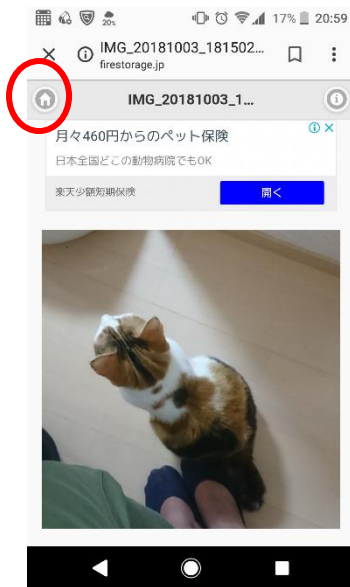 20%
17% 20:59
IMG_20181003_181502...
firestorage.jp
IMG_20181003_1...
月々460円からのペット保険
日本全国どこの動物病院でもOK
楽天少額短期保険
開く